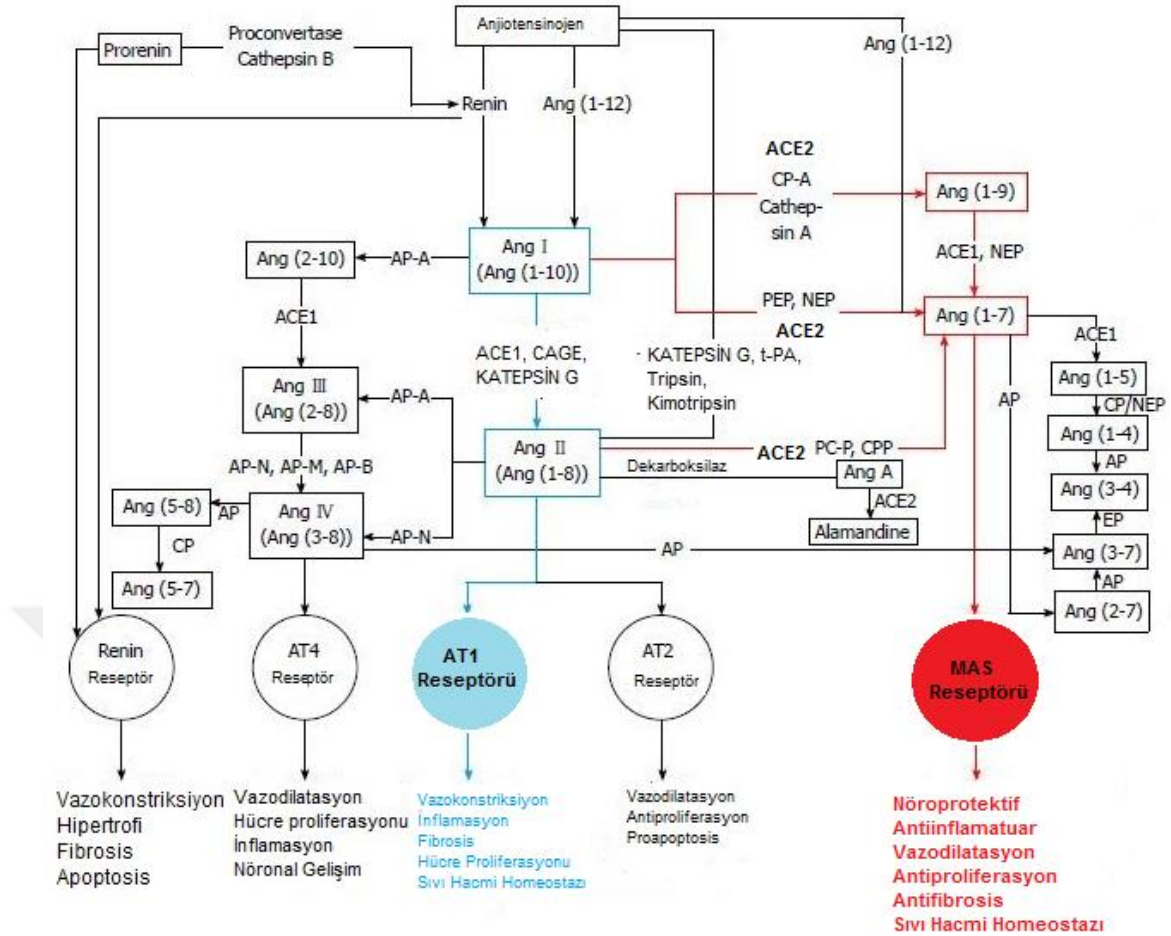 Anjiotensinojen
Prorenin
Proconvertase
Cathepsin B
Ang (1-12)
Renin
Ang (1-12)
ACE2
CP-A
Cathep-
sin A
Ang (1-9)
Ang (2-10)
AP-A
Ang I
(Ang (1-10))
ACE1, NEP
PEP, NEP
ACE2
Ang (1-7)
ACE1
ACE1
ACE1, CAGE,
KATEPSİN G
KATEPSİN G, t-PA,
Tripsin,
Kimotripsin
Ang (1-5)
CP/NEP
Ang III
(Ang (2-8))
AP-A
AP
Ang (1-4)
AP
Ang II
(Ang (1-8))
ACE2
PC-P, CPP
Dekarboksilaz
Ang A
ACE2
Alamandine
AP-N, AP-M, AP-B
Ang (3-4)
EP
Ang (5-8)
AP
Ang IV
(Ang (3-8))
AP-N
AP
Ang (3-7)
CP
AP
Ang (5-7)
Ang (2-7)
Renin
Reseptör
AT4
Reseptör
AT1
Reseptörü
AT2
Reseptör
MAS
Reseptörü
Vazokonstriksiyon
Hipertrofi
Fibrosis
Apoptosis
Vazodilatasyon
Hücre proliferasyonu
İnflamasyon
Nöronal Gelişim
Vazokonstriksiyon
İnflamasyon
Fibrosis
Hücre Proliferasyonu
Sıvı Hacmi Homeostazı
Vazodilatasyon
Antiproliferasyon
Proapoptosis
Nöroprotektif
Antiinflamatuar
Vazodilatasyon
Antiproliferasyon
Antifibrosis
Sıvı Hacmi Homeostazı